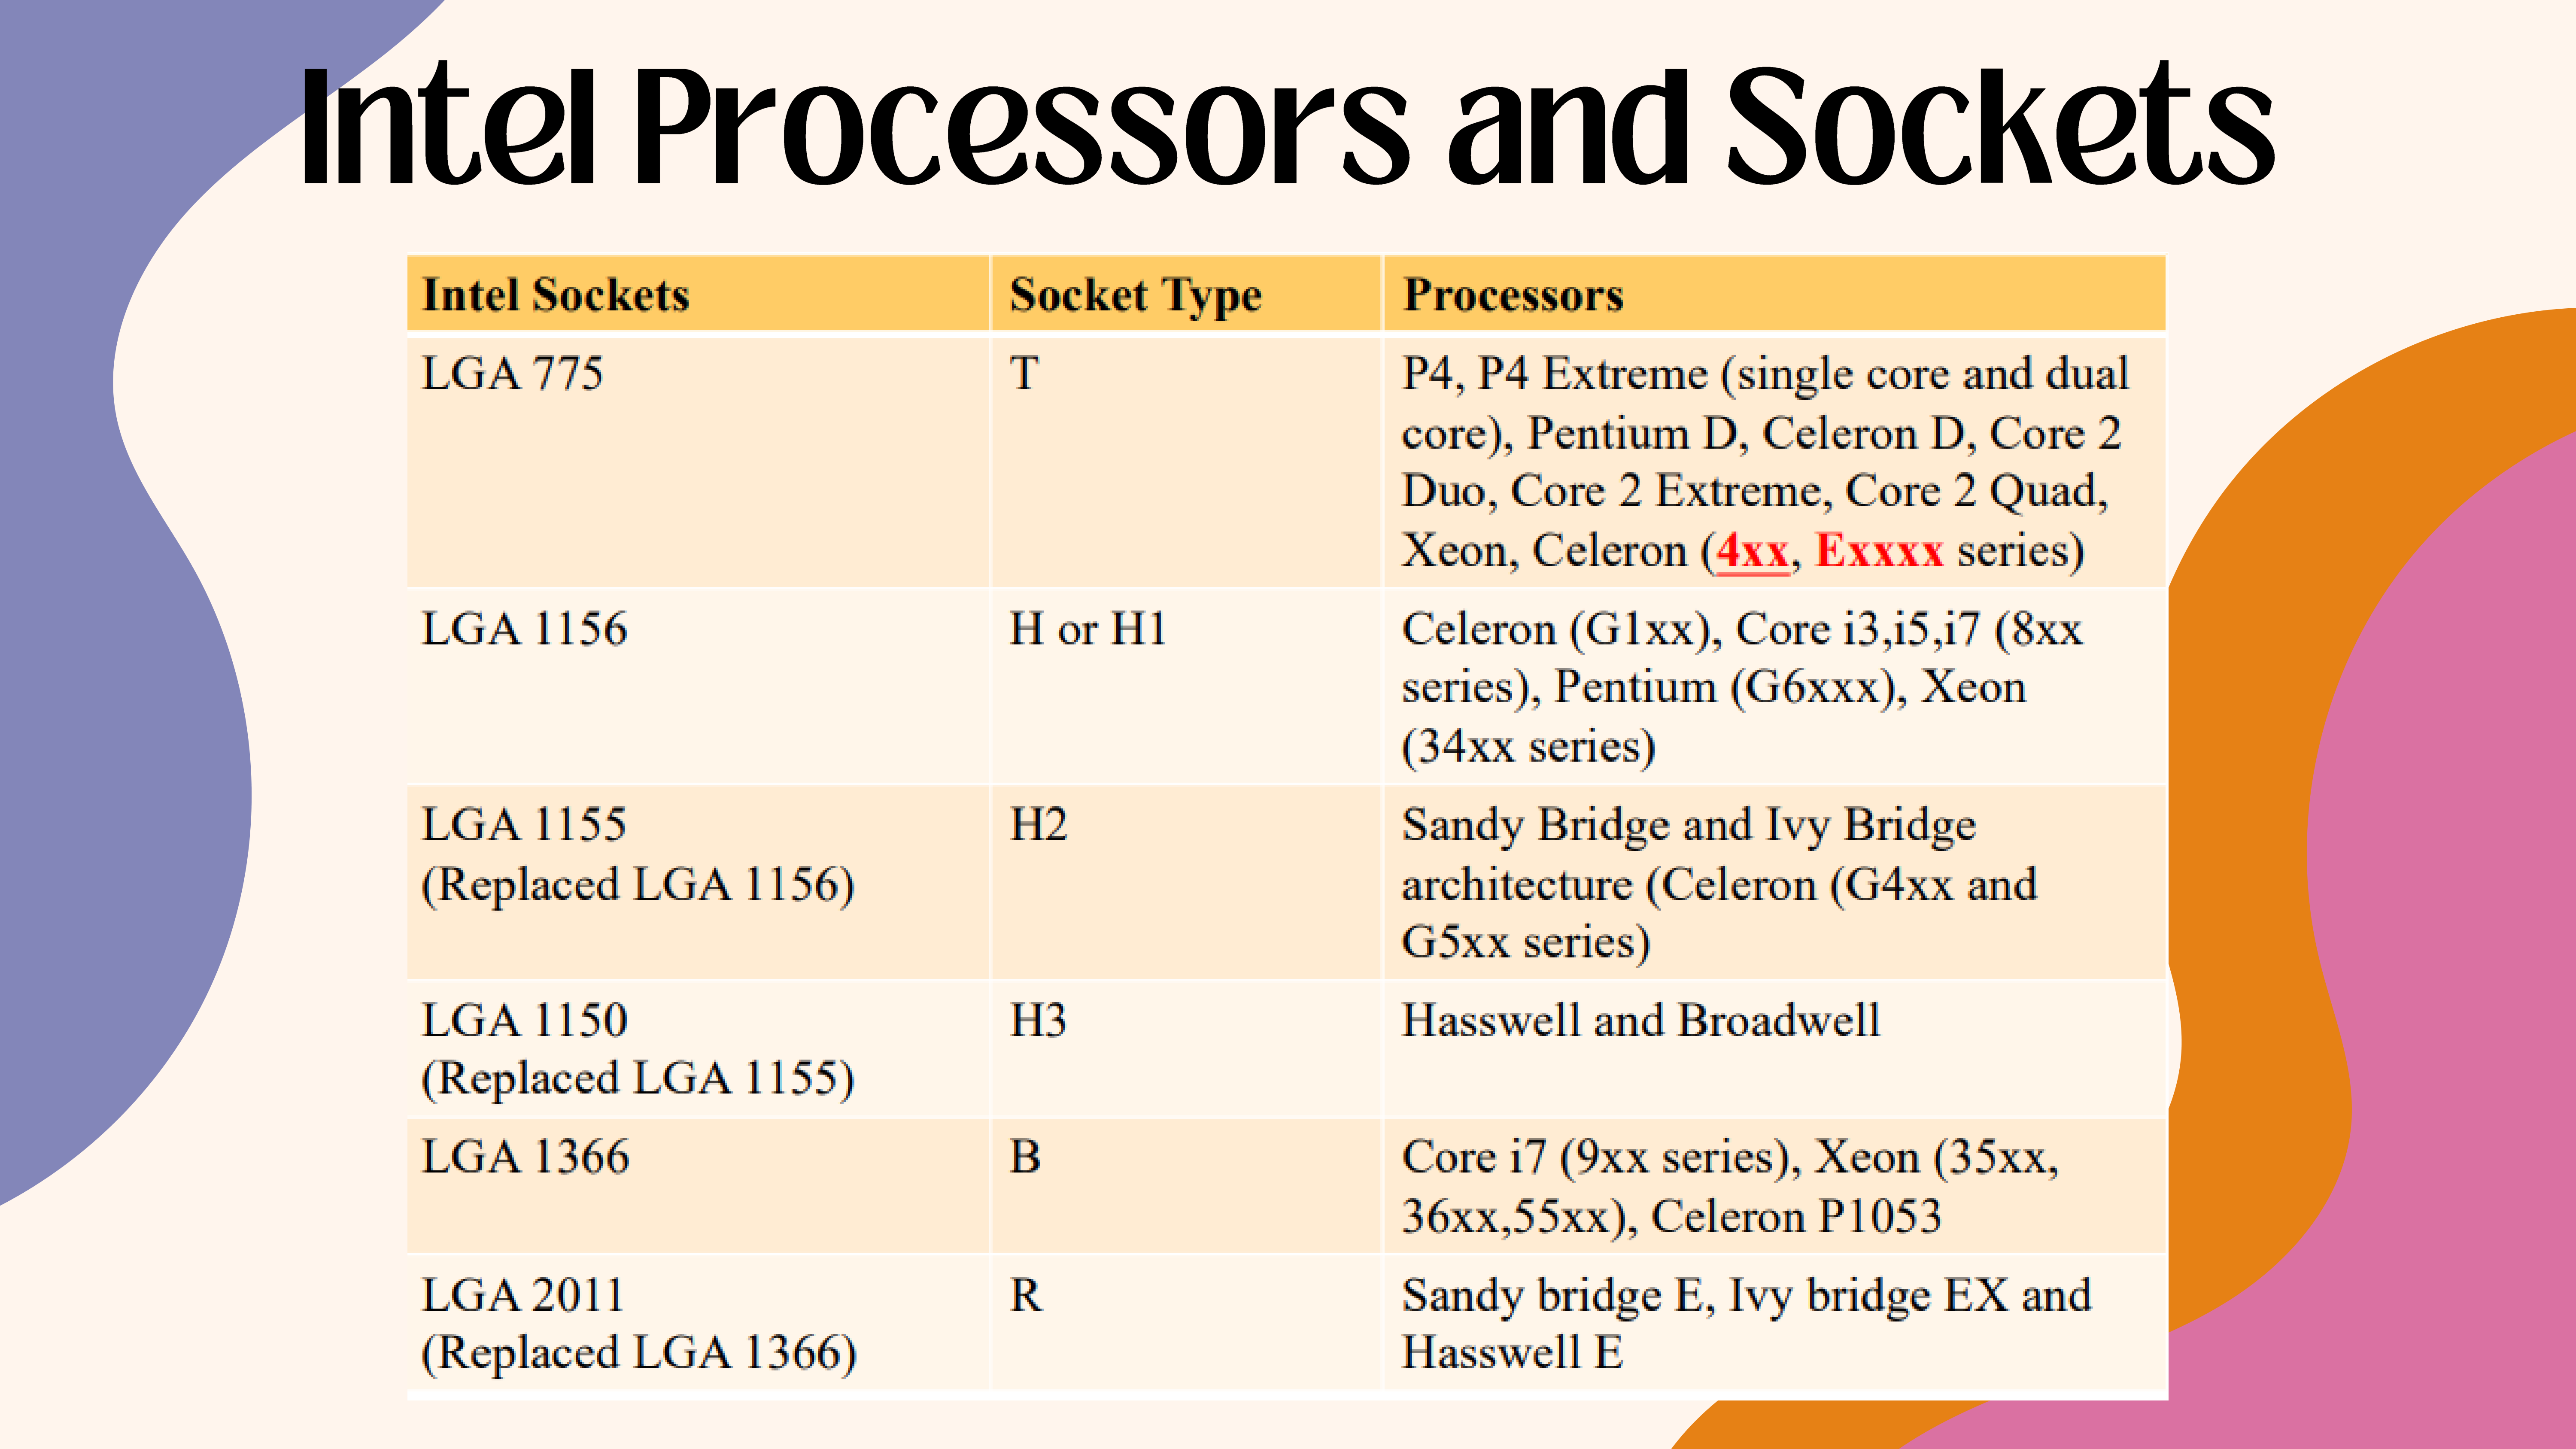 Intel Processors and Sockets
Intel Sockets
Socket Type
Processors
LGA 775
T
P4, P4 Extreme (single core and dual
core), Pentium D, Celeron D, Core 2
Duo, Core 2 Extreme, Core 2 Quad,
Xeon, Celeron (4xx, Exxxx series)
LGA 1156
H or H1
Celeron (G1xx), Core i3,i5,i7 (8xx
series), Pentium (G6xxx), Xeon
(34xx series)
LGA 1155
(Replaced LGA 1156)
H2
Sandy Bridge and Ivy Bridge
architecture (Celeron (G4xx and
G5xx series)
LGA 1150
(Replaced LGA 1155)
H3
Hasswell and Broadwell
LGA 1366
B
Core i7 (9xx series), Xeon (35xx,
36xx,55xx), Celeron P1053
LGA 2011
(Replaced LGA 1366)
R
Sandy bridge E, Ivy bridge EX and
Hasswell E